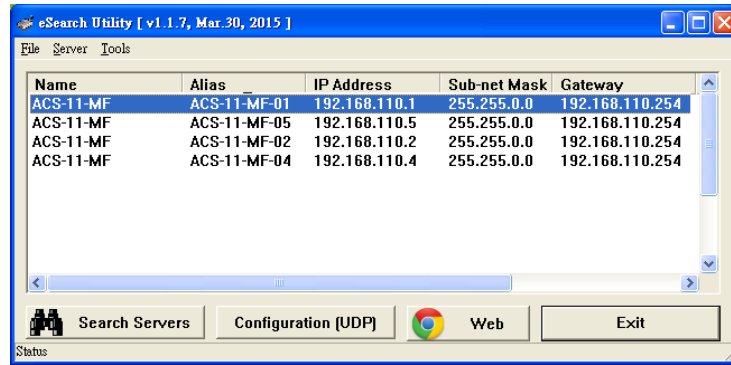 eSearch Utility [ v1.1.7, Mar.30, 2015 ]
File Server Tools
Name Alias _ IP Address Sub-net Mask Gateway
ACS-11-MF ACS-11-MF-01 192.168.110.1 255.255.0.0 192.168.110.254
ACS-11-MF ACS-11-MF-05 192.168.110.5 255.255.0.0 192.168.110.254
ACS-11-MF ACS-11-MF-02 192.168.110.2 255.255.0.0 192.168.110.254
ACS-11-MF ACS-11-MF-04 192.168.110.4 255.255.0.0 192.168.110.254
Search Servers Configuration (UDP) Web Exit
Status